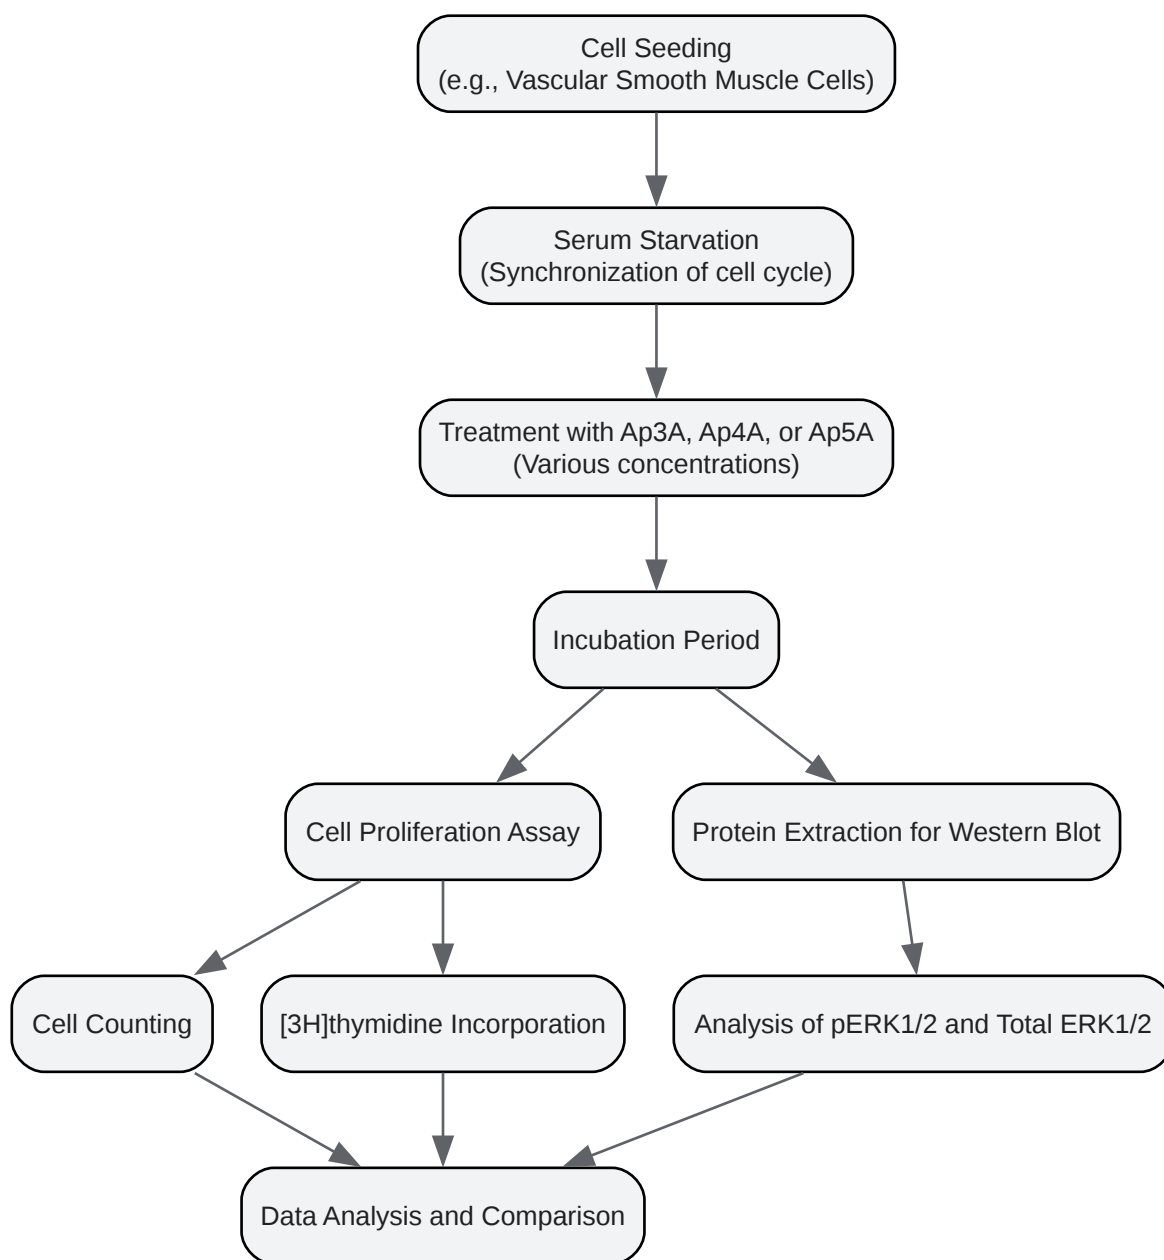 Cell Seeding
(e.g., Vascular Smooth Muscle Cells)
Serum Starvation
(Synchronization of cell cycle)
Treatment with Ap3A, Ap4A, or Ap5A
(Various concentrations)
Incubation Period
Cell Proliferation Assay
Protein Extraction for Western Blot
Cell Counting
[3H]thymidine Incorporation
Analysis of pERK1/2 and Total ERK1/2
Data Analysis and Comparison